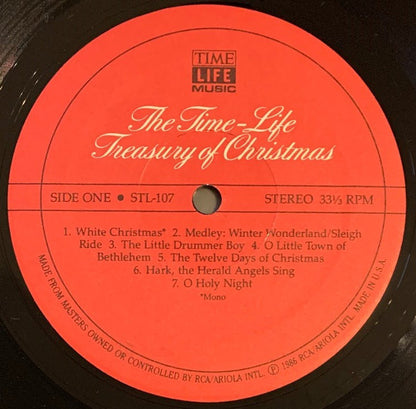 TIME
LIFE
MUSIC
The Time-Life
Treasury of Christmas
SIDE ONE • STL-107
STEREO 33⅓ RPM
1. White Christmas* 2. Medley: Winter Wonderland/Sleigh
Ride 3. The Little Drummer Boy 4. O Little Town of
Bethlehem 5. The Twelve Days of Christmas
6. Hark, the Herald Angels Sing
7. O Holy Night
*Mono
MADE FROM MASTERS OWNED OR CONTROLLED BY RCA/ARIOLA INT'L. ℗ 1986 RCA/ARIOLA INT'L. MADE IN U.S.A.